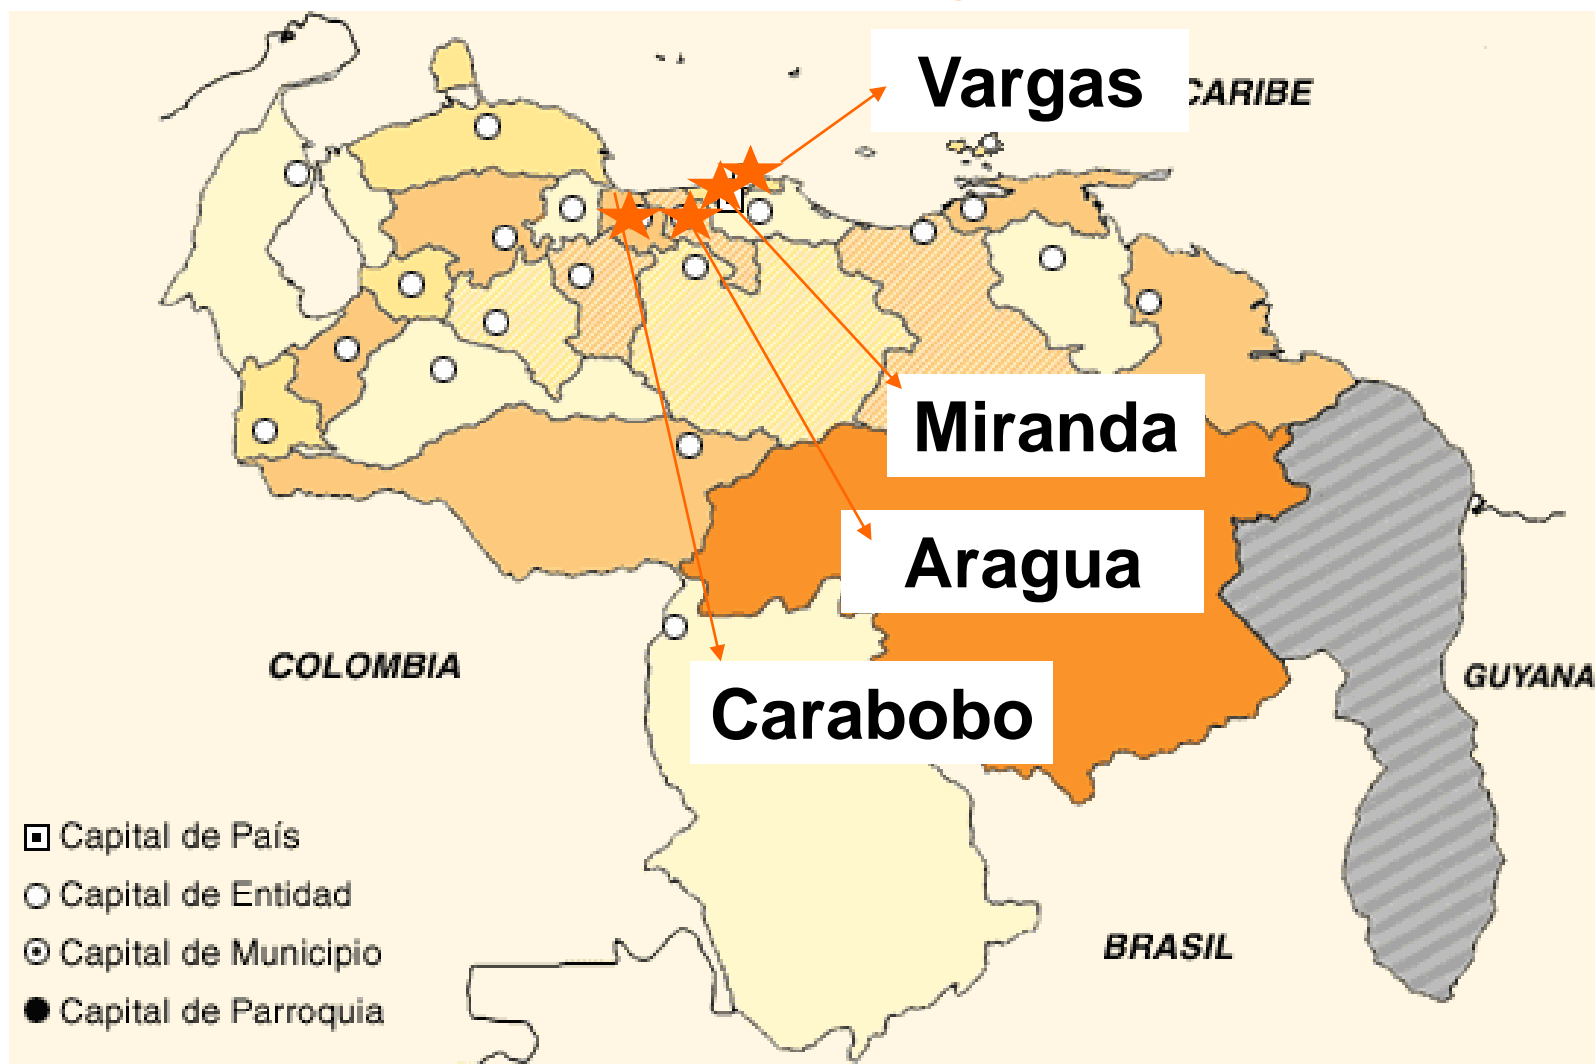 Vargas
CARIBE
Miranda
Aragua
COLOMBIA
GUYANA
Carabobo
Capital de País
Capital de Entidad
BRASIL
Capital de Municipio
Capital de Parroquia